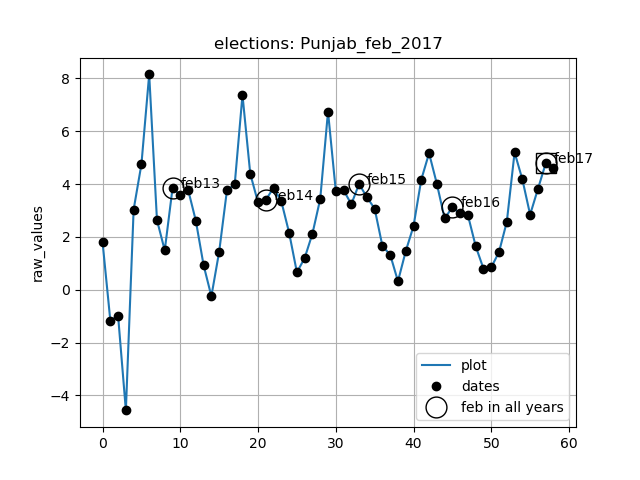 elections: Punjab_feb_2017
raw_values
8
6
4
2
0
−2
−4
feb13
feb14
feb15
feb16
feb17
plot
dates
feb in all years
0 10 20 30 40 50 60